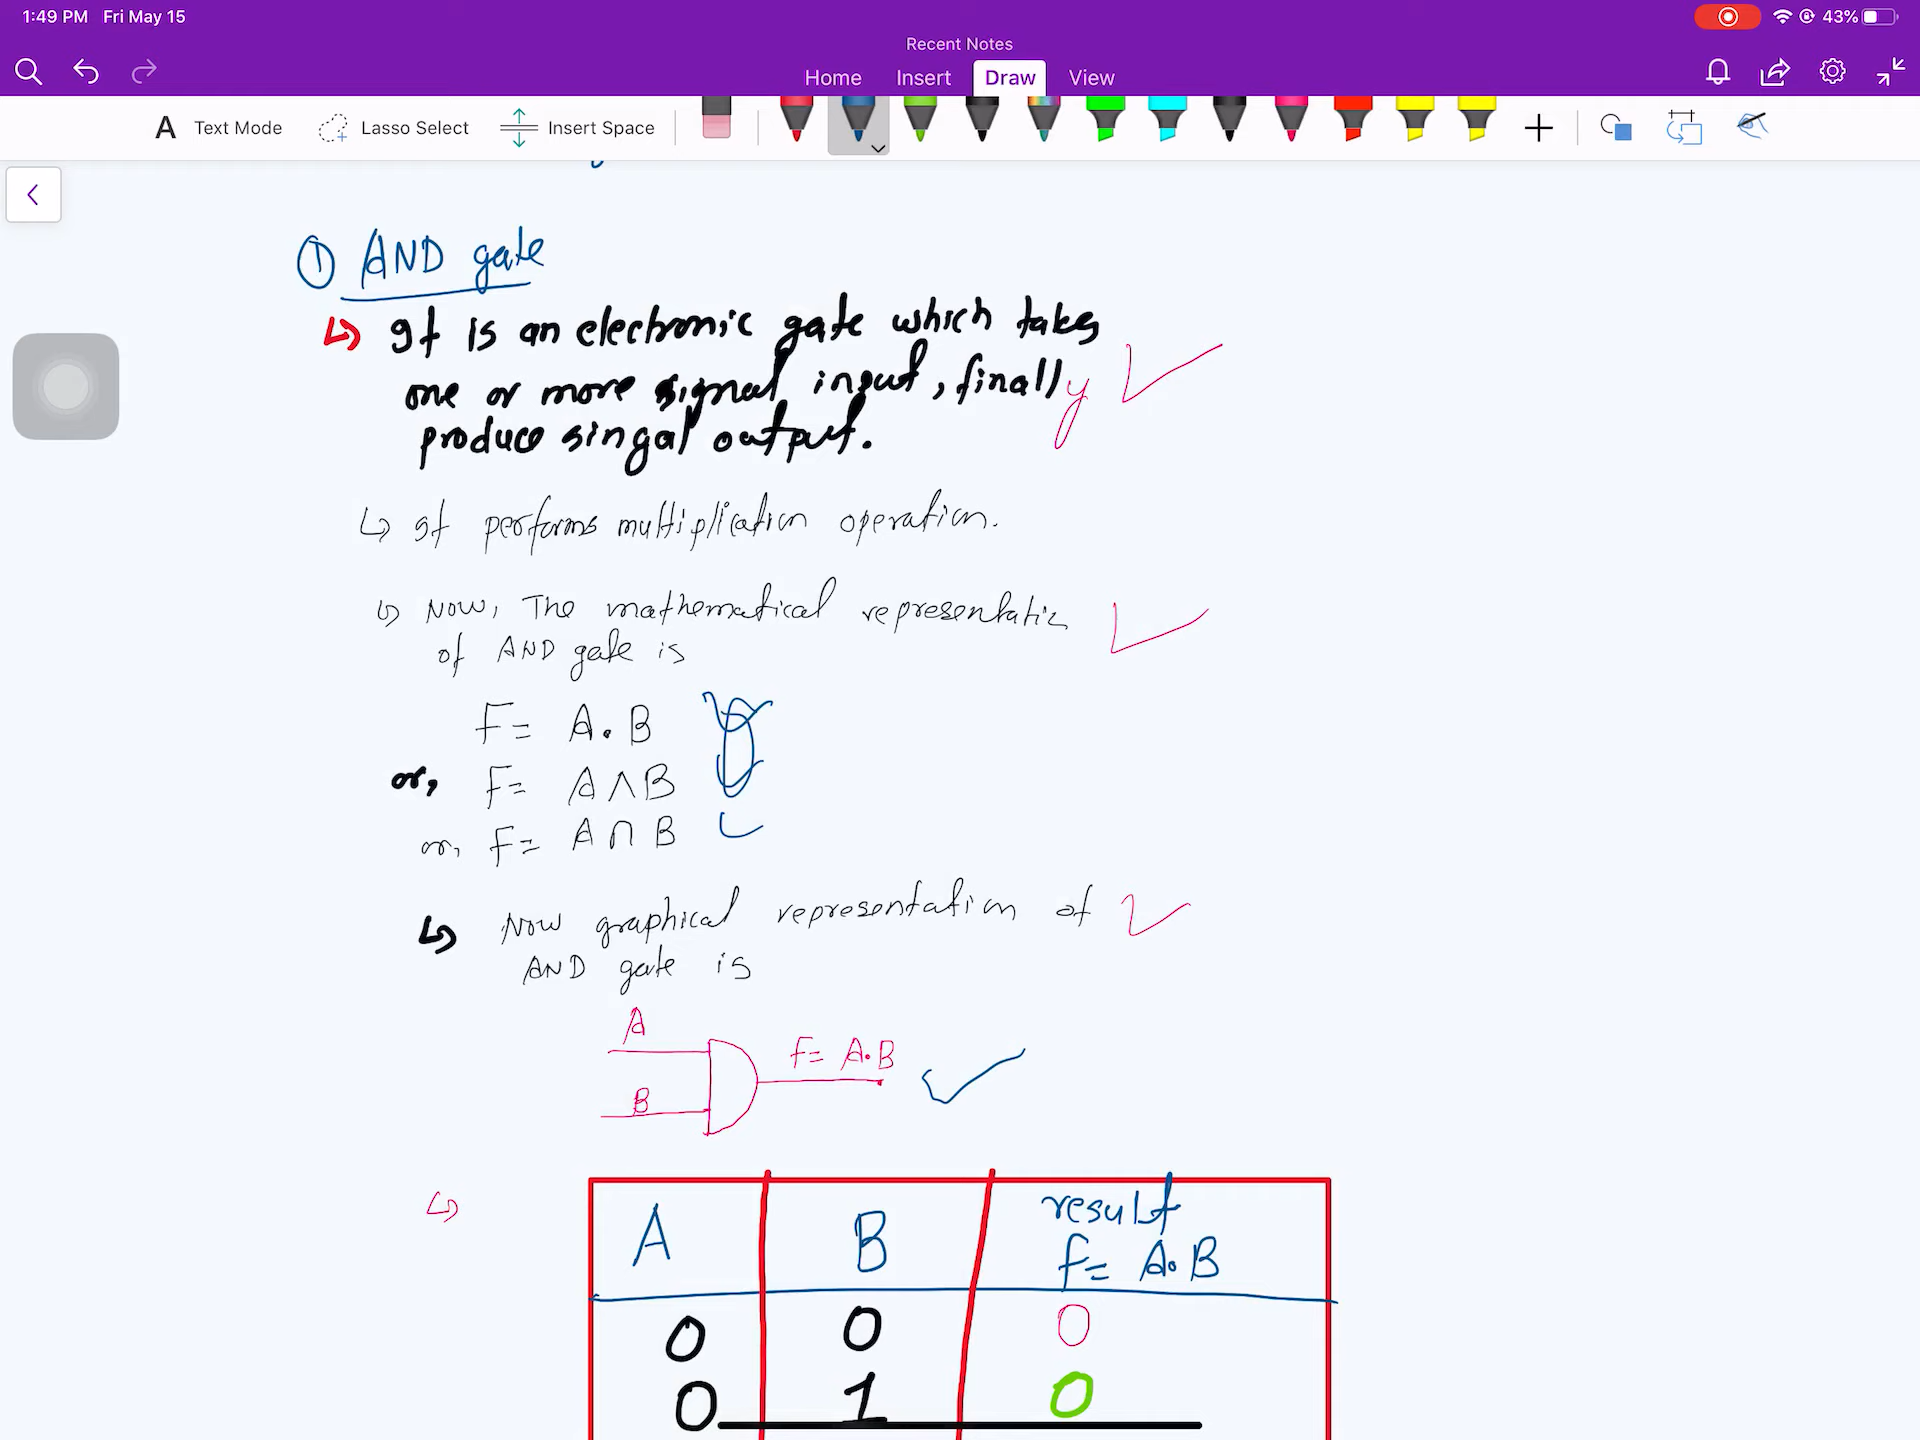 1:49 PM Fri May 15
43%
Recent Notes
Home Insert Draw View
A Text Mode Lasso Select Insert Space
① AND gate
↳ It is an electronic gate which takes
one or more signal input, finally
produce singal output.
↳ It performs multiplication operation.
↳ Now, The mathematical representatin
of AND gate is
F = A.B
or, F = A∧B
or, F = A∩B
↳ Now graphical representation of
AND gate is
A
F = A.B
B
↳
A B result
F = A.B
0 0 0
0 1 0